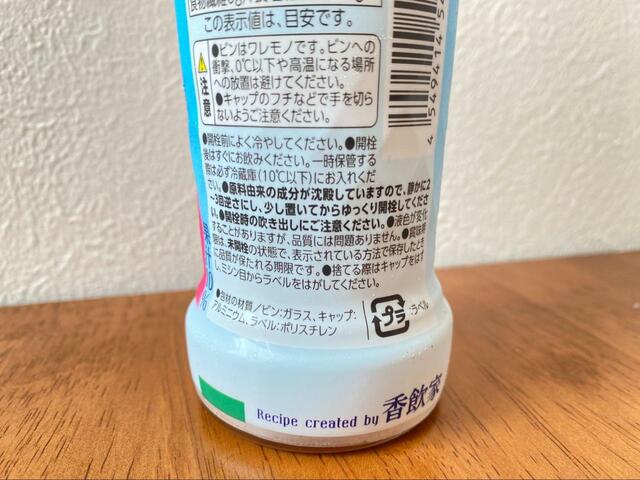 この表示値は、目安です。
注意
●ビンはワレモノです。ビンへの
衝撃、0℃以下や高温になる場所
への放置は避けてください。
●キャップのフチなどで手を切ら
ないようご注意ください。
●開栓前によく冷やしてください。●開栓
後はすぐにお飲みください。一時保管する
際は必ず冷蔵庫(10℃以下)にお入れくだ
さい。●原料由来の成分が沈殿していますので、静かに2
~3回逆さにし、少し置いてからゆっくり開栓してくださ
い。●開栓時の吹き出しにご注意ください。●液色が変化
することがありますが、品質には問題ありません。●賞味期
限は、未開栓の状態で、表示されている方法で保存したとき
に品質が保たれる期限です。●捨てる際はキャップをはず
し、ミシン目からラベルをはがしてください。
●容器の材質/ビン:ガラス、キャップ:
アルミニウム、ラベル:ポリスチレン
プラ
:ラベル
果汁
%
Recipe created by 香飲家